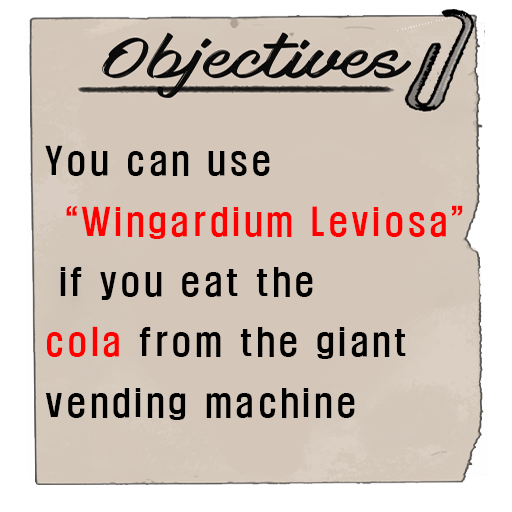 Objectives
You can use
“Wingardium Leviosa”
if you eat the
cola from the giant
vending machine